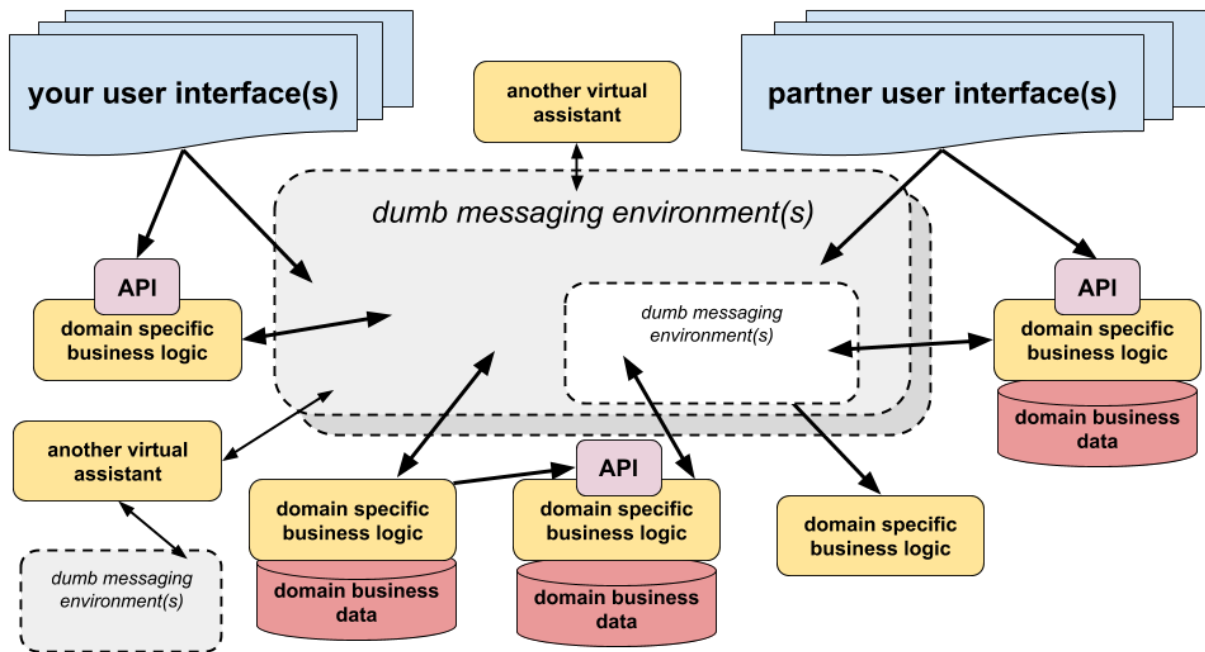 your user interface(s)
partner user interface(s)
another virtual
assistant
dumb messaging environment(s)
API
domain specific
business logic
dumb messaging
environment(s)
API
domain specific
business logic
domain business
data
another virtual
assistant
dumb messaging
environment(s)
domain specific
business logic
domain business
data
API
domain specific
business logic
domain business
data
domain specific
business logic